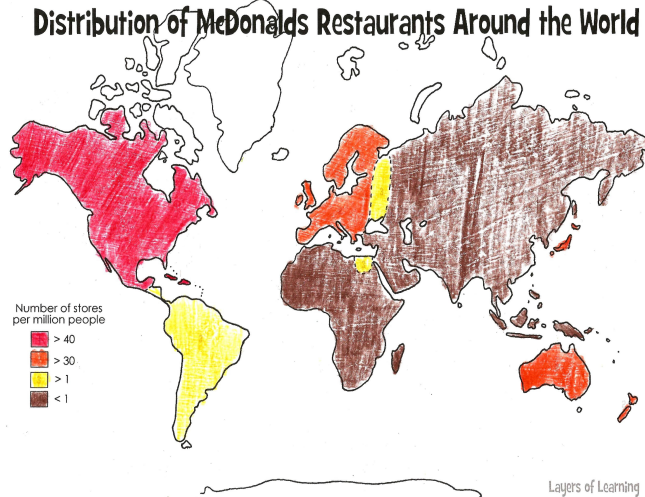 Distribution of McDonalds Restaurants Around the World
Number of stores
per million people
> 40
> 30
> 1
< 1
Layers of Learning